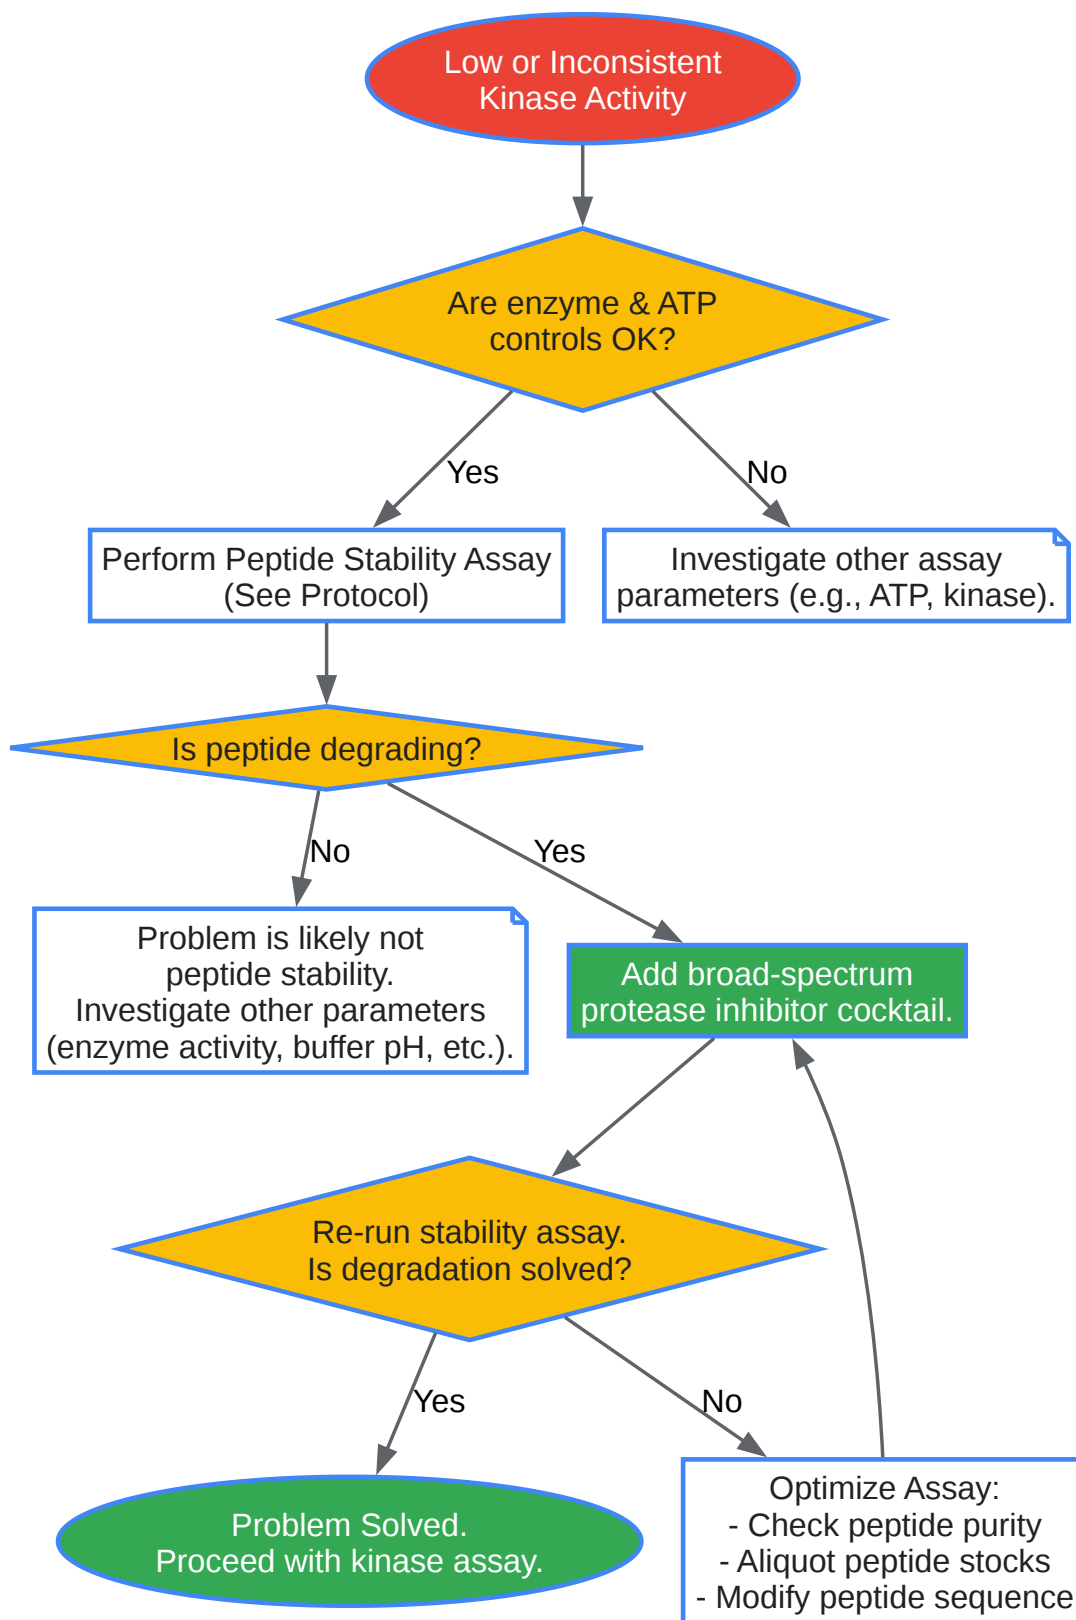 Low or Inconsistent
Kinase Activity
Are enzyme & ATP
controls OK?
Yes
No
Perform Peptide Stability Assay
(See Protocol)
Investigate other assay
parameters (e.g., ATP, kinase).
Is peptide degrading?
No
Yes
Problem is likely not
peptide stability.
Investigate other parameters
(enzyme activity, buffer pH, etc.).
Add broad-spectrum
protease inhibitor cocktail.
Re-run stability assay.
Is degradation solved?
Yes
No
Problem Solved.
Proceed with kinase assay.
Optimize Assay:
- Check peptide purity
- Aliquot peptide stocks
- Modify peptide sequence